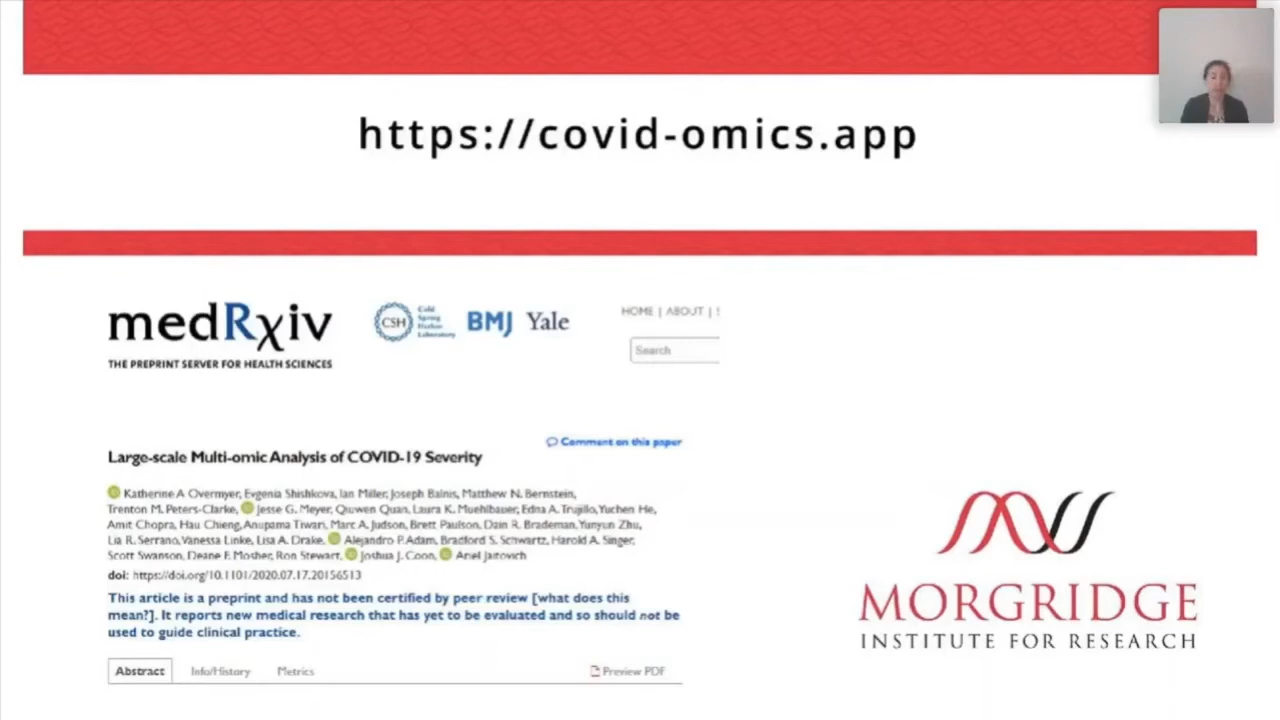 https://covid-omics.app
medRxiv
THE PREPRINT SERVER FOR HEALTH SCIENCES
CSH
Cold
Spring
Harbor
Laboratory
BMJ
Yale
HOME | ABOUT |
Search
Comment on this paper
Large-scale Multi-omic Analysis of COVID-19 Severity
Katherine A Overmyer, Evgenia Shishkova, Ian Miller, Joseph Balnis, Matthew N. Bernstein,
Trenton M. Peters-Clarke, Jesse G. Meyer, Qiuwen Quan, Laura K. Muehlbauer, Edna A. Trujillo, Yuchen He,
Amit Chopra, Hau Chieng, Anupama Tiwari, Marc A. Judson, Brett Paulson, Dain R. Brademan, Yunyun Zhu,
Lia R. Serrano, Vanessa Linke, Lisa A. Drake, Alejandro P. Adam, Bradford S. Schwartz, Harold A. Singer,
Scott Swanson, Deane F. Mosher, Ron Stewart, Joshua J. Coon, Ariel Jaitovich
doi: https://doi.org/10.1101/2020.07.17.20156513
This article is a preprint and has not been certified by peer review [what does this
mean?]. It reports new medical research that has yet to be evaluated and so should not be
used to guide clinical practice.
Abstract Info/History Metrics Preview PDF
MORGRIDGE
INSTITUTE FOR RESEARCH